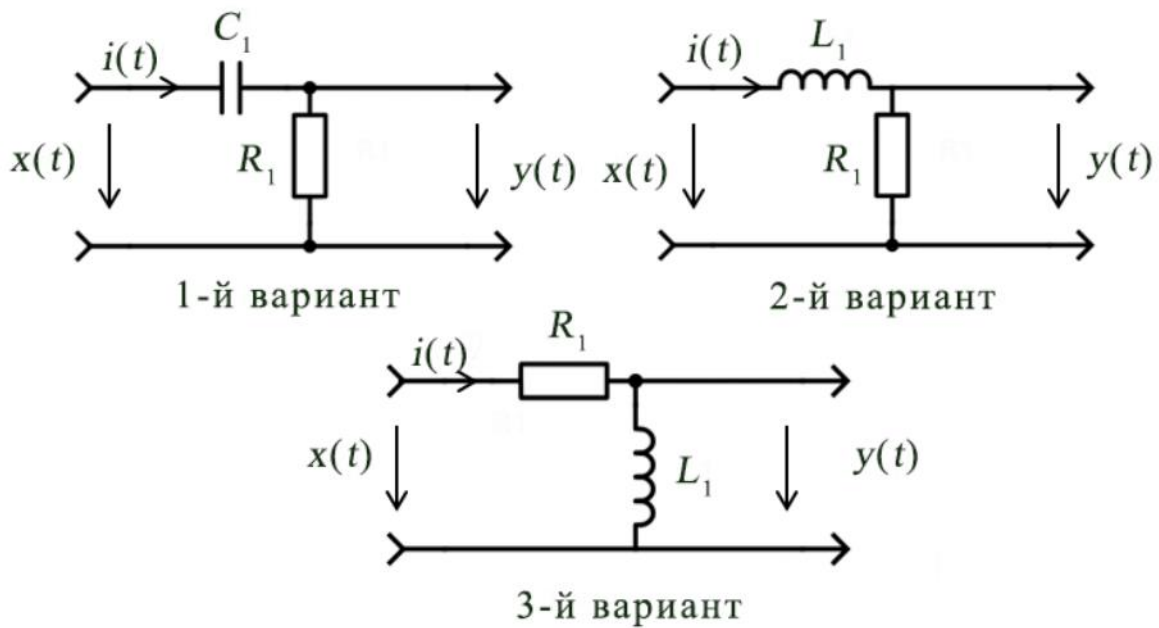 C₁
i(t)
x(t)
R₁
y(t)
1-й вариант
L₁
i(t)
x(t)
R₁
y(t)
2-й вариант
R₁
i(t)
x(t)
L₁
y(t)
3-й вариант